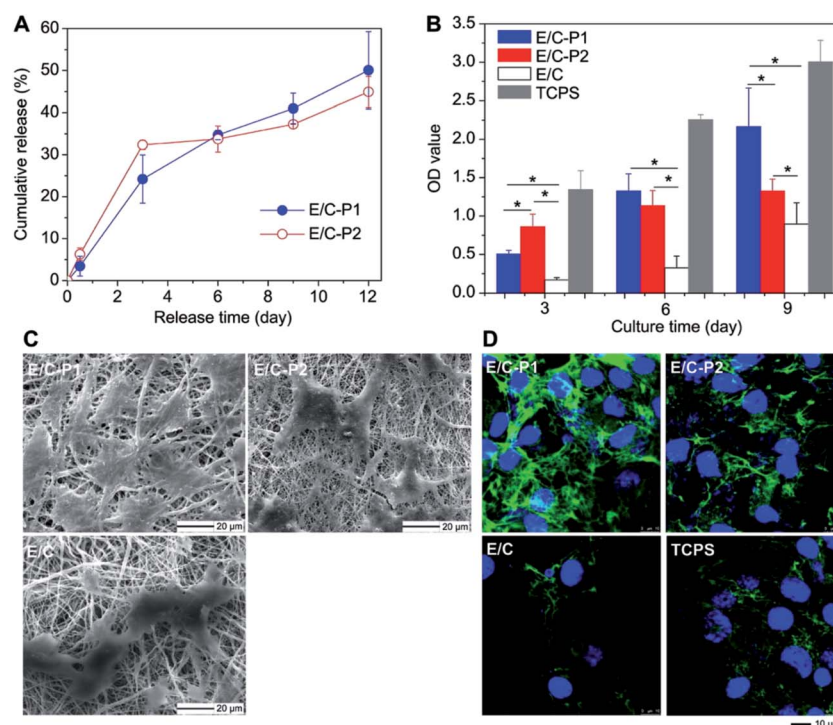 A
60
50
40
30
20
10
0
Cumulative release (%)
E/C-P1
E/C-P2
0 2 4 6 8 10 12
Release time (day)
B
3.5
3.0
2.5
2.0
1.5
1.0
0.5
0.0
OD value
E/C-P1
E/C-P2
E/C
TCPS
* * * *
* *
* * *
3 6 9
Culture time (day)
C
E/C-P1
20 µm
E/C-P2
20 µm
E/C
20 µm
D
E/C-P1
E/C-P2
E/C
TCPS